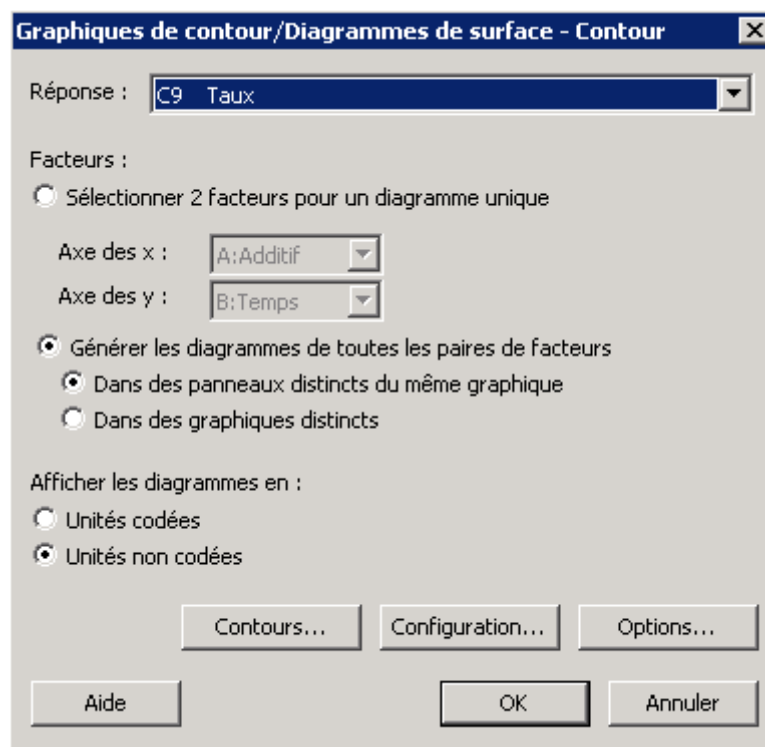 Graphiques de contour/Diagrammes de surface - Contour
Réponse : C9 Taux
Facteurs :
Sélectionner 2 facteurs pour un diagramme unique
Axe des x : A:Additif
Axe des y : B:Temps
Générer les diagrammes de toutes les paires de facteurs
Dans des panneaux distincts du même graphique
Dans des graphiques distincts
Afficher les diagrammes en :
Unités codées
Unités non codées
Contours... Configuration... Options...
Aide OK Annuler